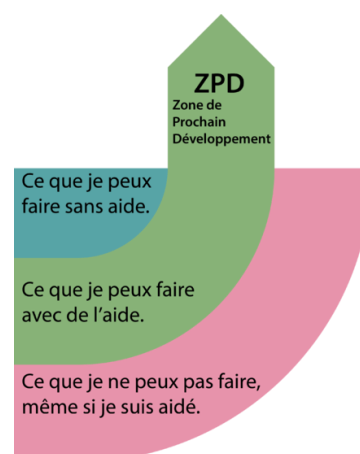 ZPD
Zone de
Prochain
Développement
Ce que je peux
faire sans aide.
Ce que je peux faire
avec de l'aide.
Ce que je ne peux pas faire,
même si je suis aidé.